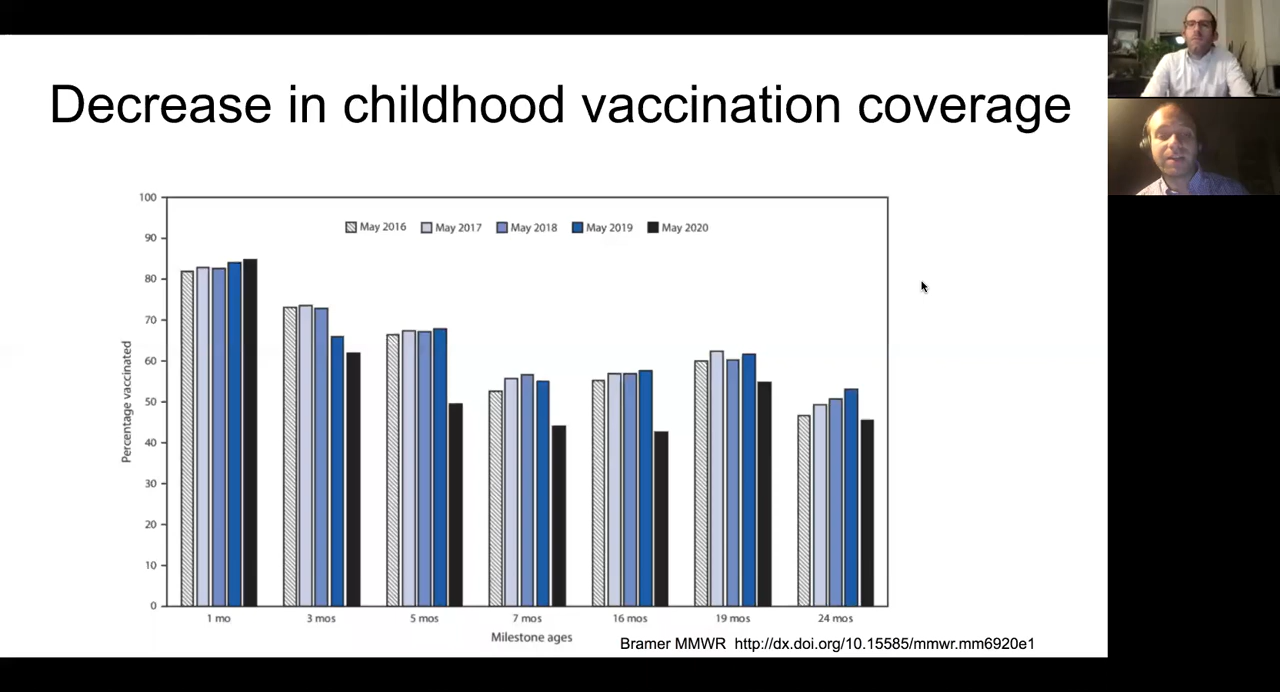 Decrease in childhood vaccination coverage
100
90
80
70
60
50
40
30
20
10
0
Percentage vaccinated
May 2016 May 2017 May 2018 May 2019 May 2020
1 mo 3 mos 5 mos 7 mos 16 mos 19 mos 24 mos
Milestone ages
Bramer MMWR http://dx.doi.org/10.15585/mmwr.mm6920e1